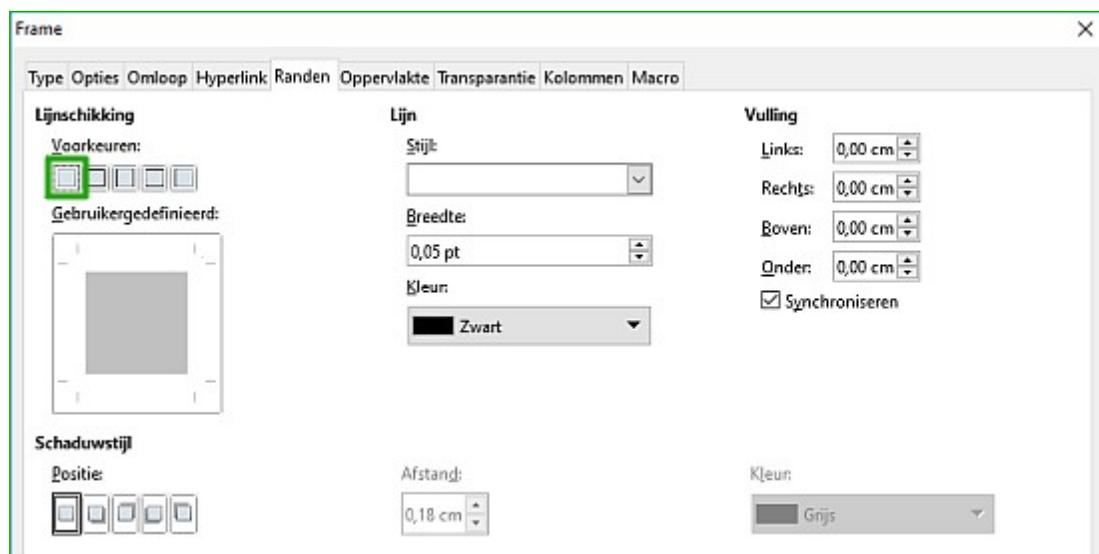 Frame
Type Opties Omloop Hyperlink Randen Oppervlakte Transparantie Kolommen Macro
Lijnschikking
Voorkeuren:
Gebruikergedefinieerd:
Lijn
Stijl:
Breedte:
0,05 pt
Kleur:
Zwart
Vulling
Links: 0,00 cm
Rechts: 0,00 cm
Boven: 0,00 cm
Onder: 0,00 cm
Synchroniseren
Schaduwstijl
Positie:
Afstand:
0,18 cm
Kleur:
Grijs